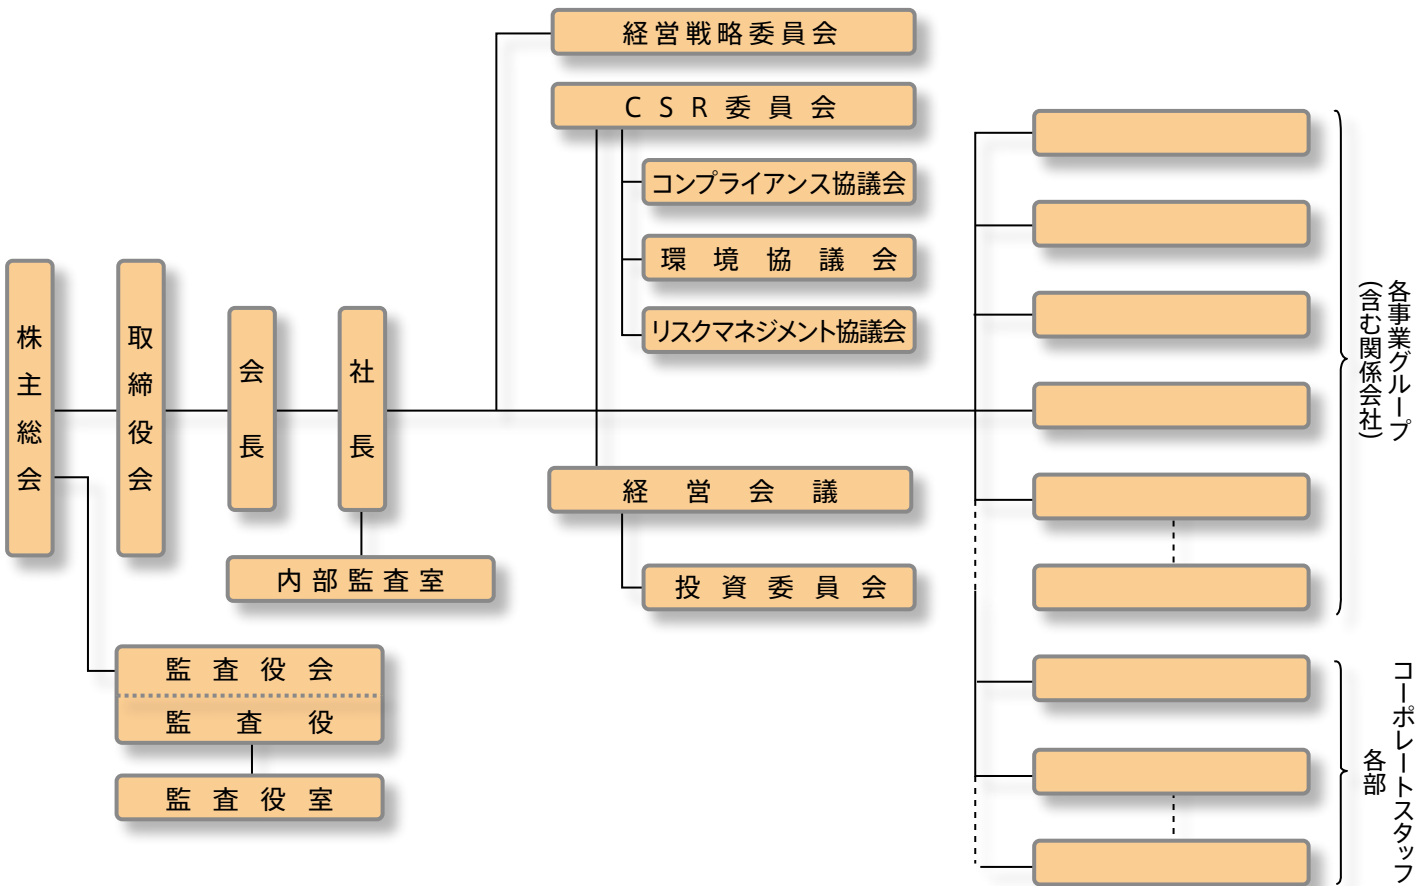 株主総会
取締役会
会長
社長
内部監査室
監査役会
監査役
監査役室
経営戦略委員会
CSR委員会
コンプライアンス協議会
環境協議会
リスクマネジメント協議会
経営会議
投資委員会
各事業グループ
(含む関係会社)
コーポレートスタッフ
各部